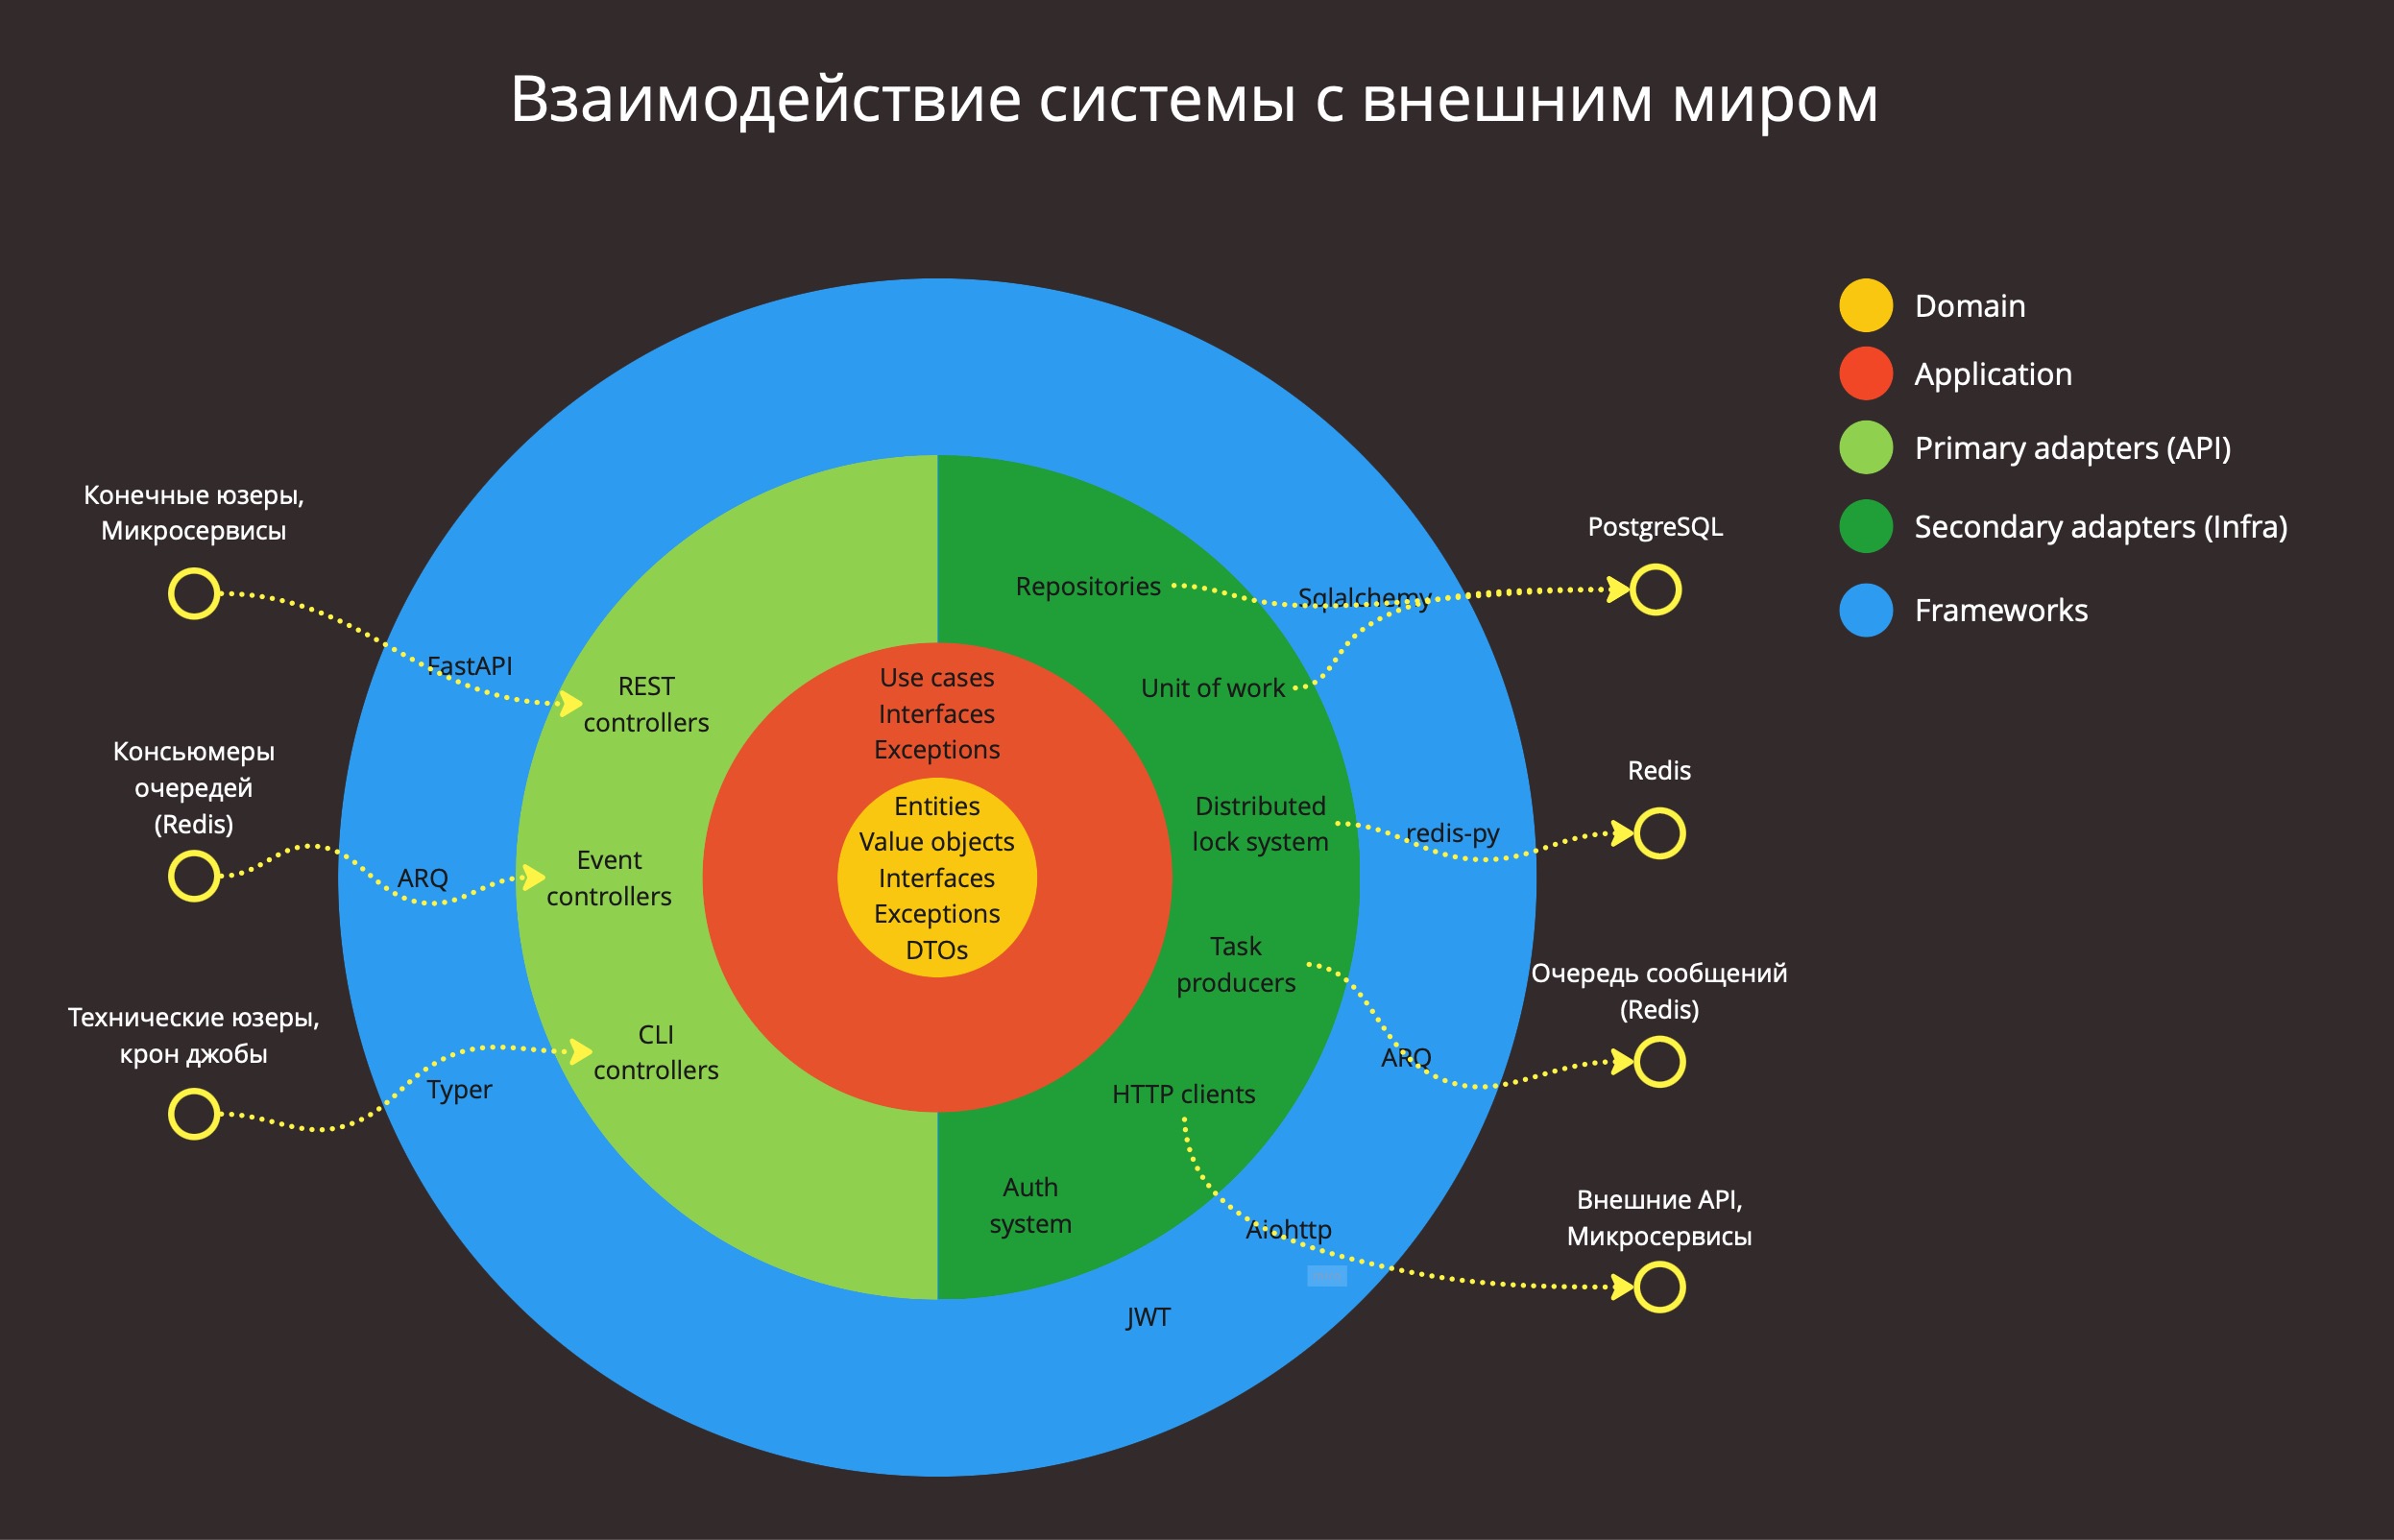 Взаимодействие системы с внешним миром
Domain
Application
Primary adapters (API)
Secondary adapters (Infra)
Frameworks
Конечные юзеры,
Микросервисы
FastAPI
REST
controllers
Консьюмеры
очередей
(Redis)
ARQ
Event
controllers
Технические юзеры,
крон джобы
Typer
CLI
controllers
Use cases
Interfaces
Exceptions
Entities
Value objects
Interfaces
Exceptions
DTOs
Repositories
Sqlalchemy
PostgreSQL
Unit of work
Distributed
lock system
redis-py
Redis
Task
producers
ARQ
Очередь сообщений
(Redis)
HTTP clients
Aiohttp
Внешние API,
Микросервисы
Auth
system
JWT